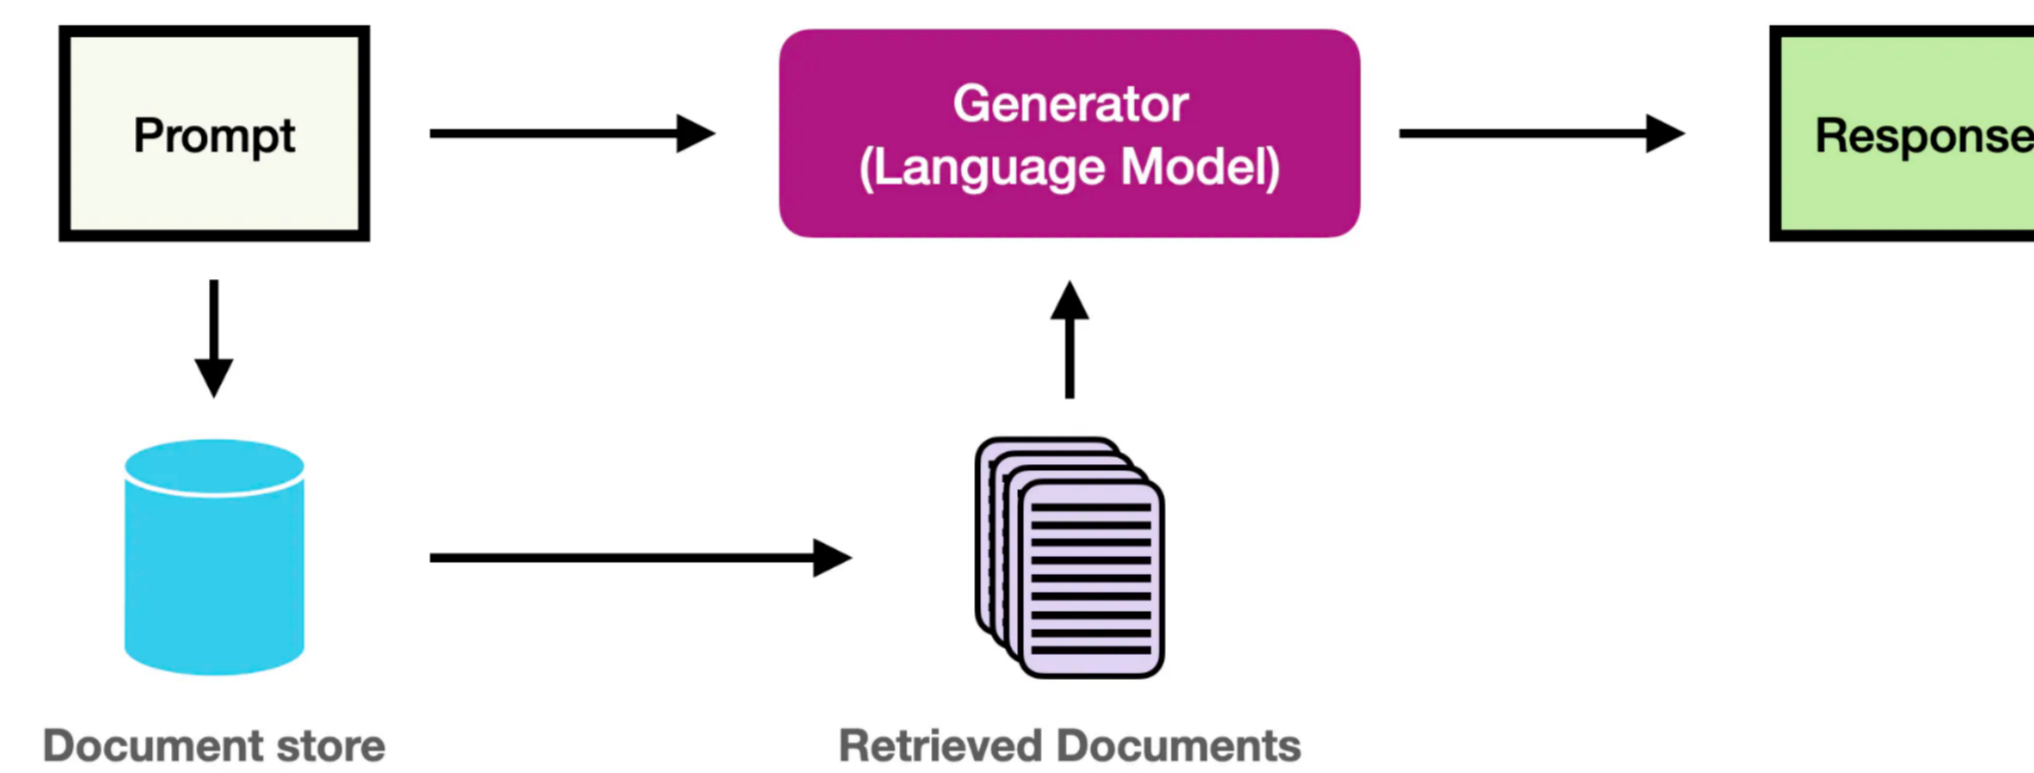 Prompt
Generator
(Language Model)
Response
Document store
Retrieved Documents